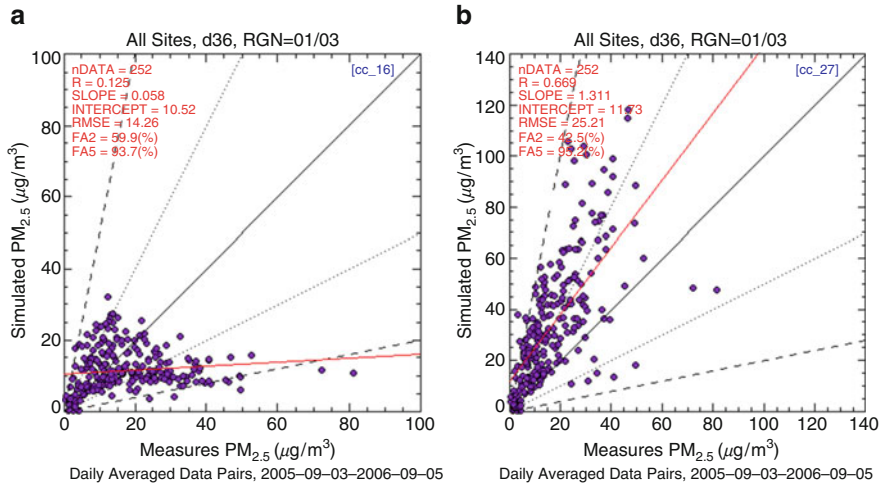 a
All Sites, d36, RGN=01/03
nDATA = 252
R = 0.125
SLOPE = 0.058
INTERCEPT = 10.52
RMSE = 14.26
FA2 = 59.9(%)
FA5 = 93.7(%)
[cc_16]
Simulated PM2.5 (μg/m3)
100
80
60
40
20
0
0 20 40 60 80 100
Measures PM2.5 (μg/m3)
Daily Averaged Data Pairs, 2005–09–03–2006–09–05
b
All Sites, d36, RGN=01/03
nDATA = 252
R = 0.669
SLOPE = 1.311
INTERCEPT = 11.73
RMSE = 25.21
FA2 = 42.5(%)
FA5 = 95.2(%)
[cc_27]
Simulated PM2.5 (μg/m3)
140
120
100
80
60
40
20
0
0 20 40 60 80 100 120 140
Measures PM2.5 (μg/m3)
Daily Averaged Data Pairs, 2005–09–03–2006–09–05